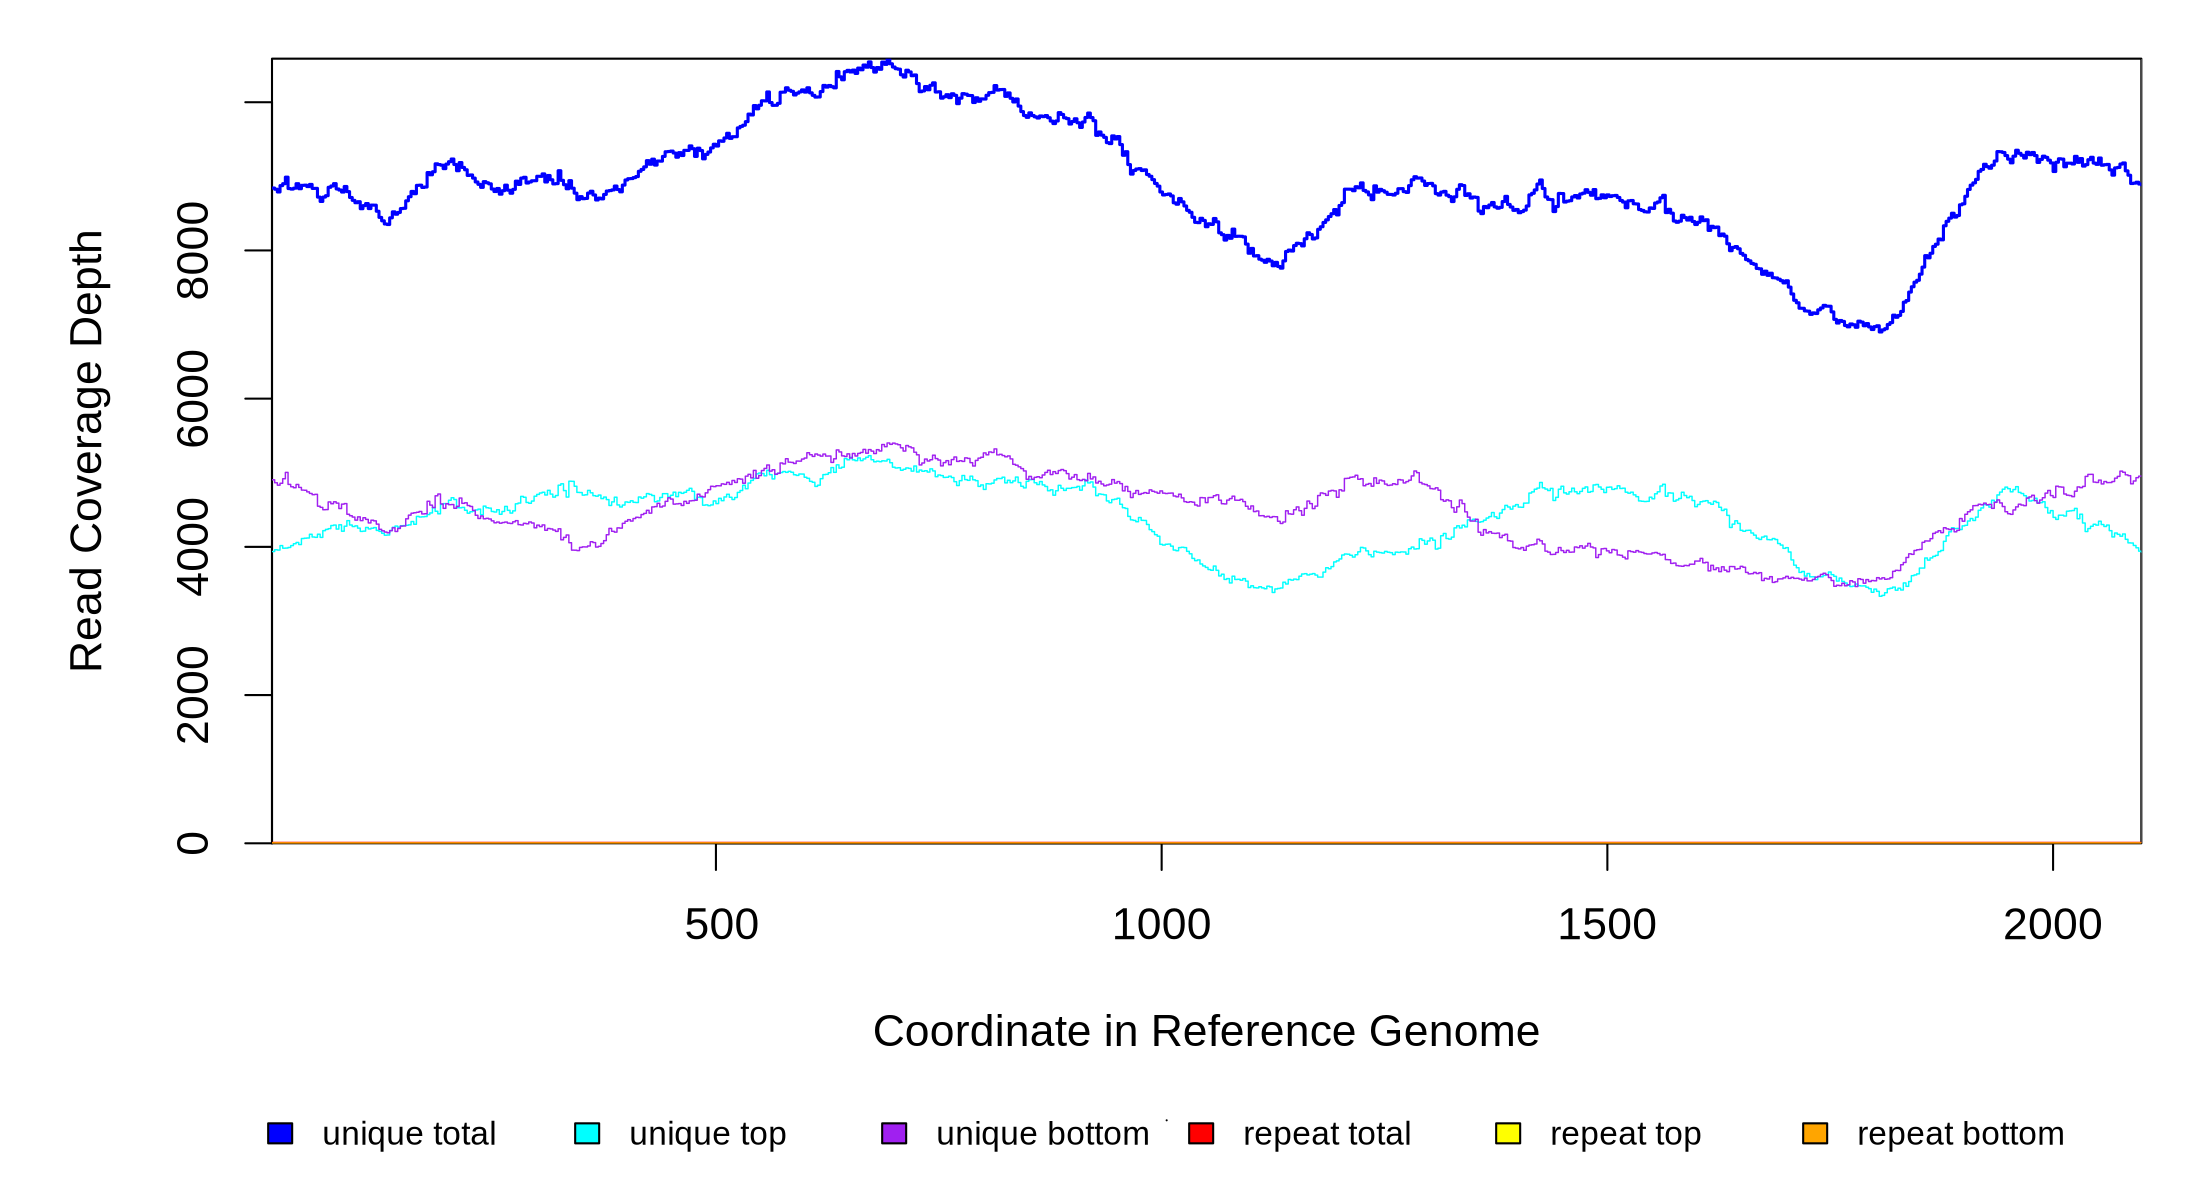 Read Coverage Depth
8000
6000
4000
2000
0
500 1000 1500 2000
Coordinate in Reference Genome
unique total unique top unique bottom repeat total repeat top repeat bottom